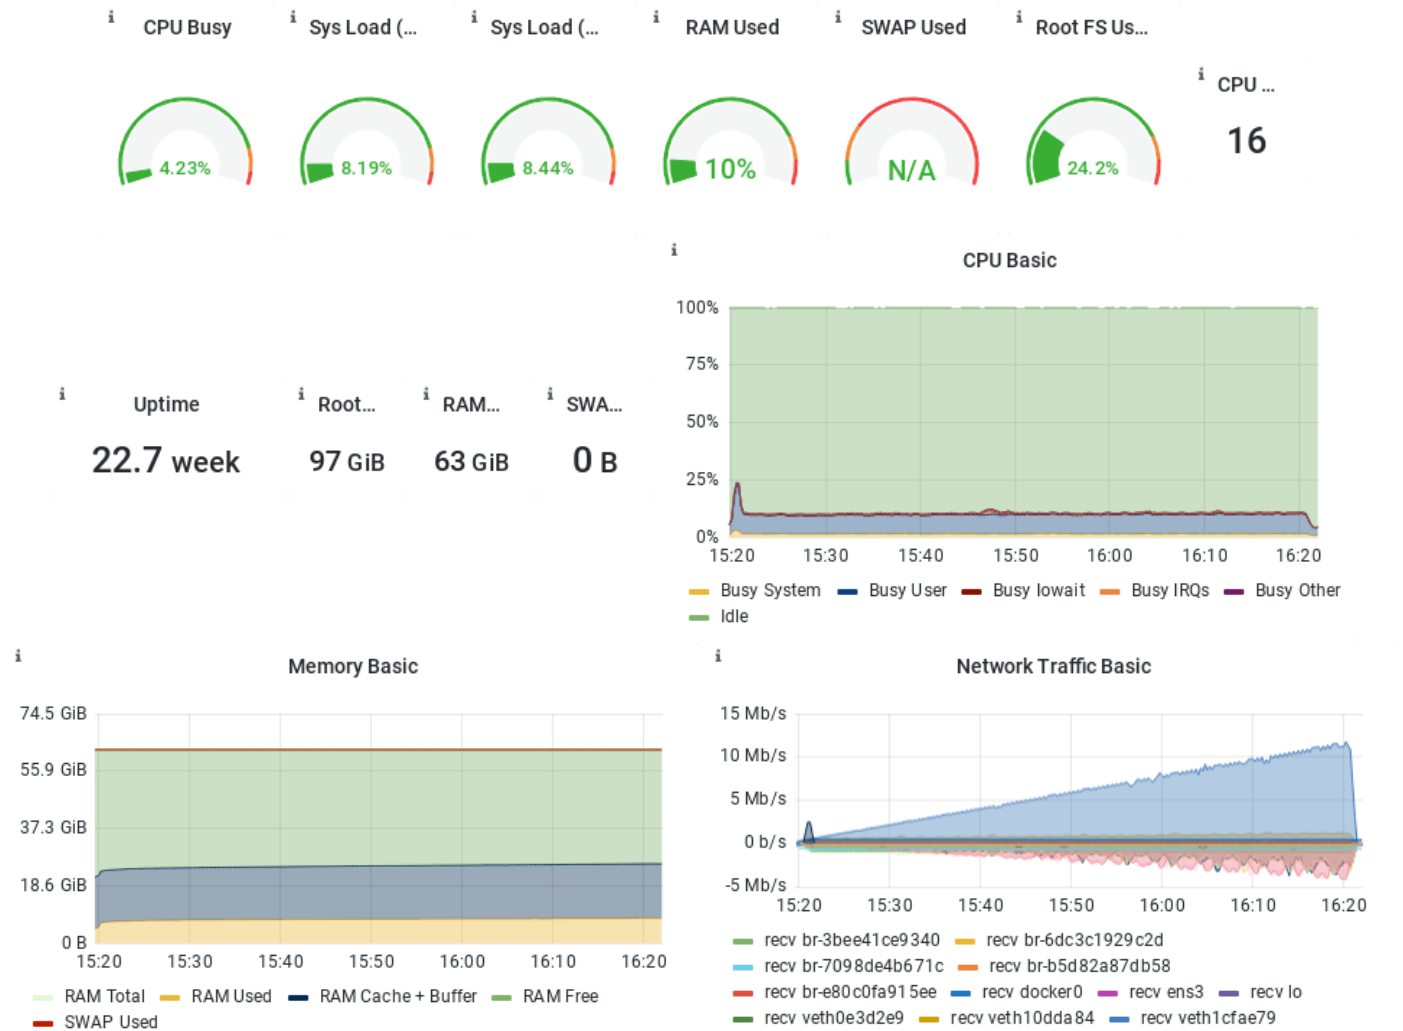 CPU Busy
Sys Load (...
Sys Load (...
RAM Used
SWAP Used
Root FS Us...
CPU ...
4.23%
8.19%
8.44%
10%
N/A
24.2%
16
CPU Basic
100%
75%
50%
25%
0%
15:20 15:30 15:40 15:50 16:00 16:10 16:20
Busy System Busy User Busy Iowait Busy IRQs Busy Other
Idle
Uptime
Root...
RAM...
SWA...
22.7 week
97 GiB
63 GiB
0 B
Memory Basic
74.5 GiB
55.9 GiB
37.3 GiB
18.6 GiB
0 B
15:20 15:30 15:40 15:50 16:00 16:10 16:20
RAM Total RAM Used RAM Cache + Buffer RAM Free
SWAP Used
Network Traffic Basic
15 Mb/s
10 Mb/s
5 Mb/s
0 b/s
-5 Mb/s
15:20 15:30 15:40 15:50 16:00 16:10 16:20
recv br-3bee41ce9340 recv br-6dc3c1929c2d
recv br-7098de4b671c recv br-b5d82a87db58
recv br-e80c0fa915ee recv docker0 recv ens3 recv lo
recv veth0e3d2e9 recv veth10dda84 recv veth1cfae79